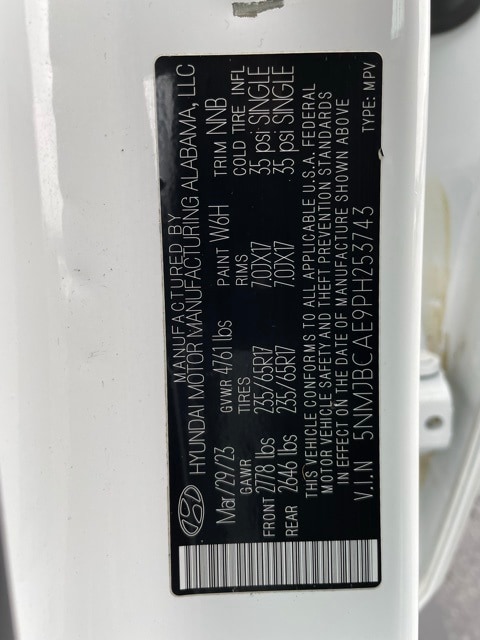 MANUFACTURED BY
HYUNDAI MOTOR MANUFACTURING ALABAMA, LLC
Mar/29/23 GVWR 4761 lbs PAINT W6H TRIM NNB
GAWR TIRES RIMS COLD TIRE INFL
FRONT 2778 lbs 235/65R17 7.0JX17 35 psi SINGLE
REAR 2646 lbs 235/65R17 7.0JX17 35 psi SINGLE
THIS VEHICLE CONFORMS TO ALL APPLICABLE U.S.A. FEDERAL
MOTOR VEHICLE SAFETY AND THEFT PREVENTION STANDARDS
IN EFFECT ON THE DATE OF MANUFACTURE SHOWN ABOVE
V.I.N 5NMJBCAE9PH253743 TYPE: MPV